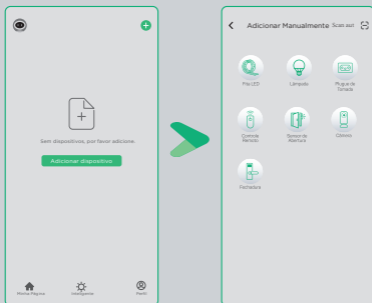 Sem dispositivos, por favor adicione.
Adicionar dispositivo
Minha Página
Inteligente
Perfil
Adicionar Manualmente
Scan aut
Fita LED
Lâmpada
Plugue de
Tomada
Controle
Remoto
Sensor de
Abertura
Câmera
Fechadura